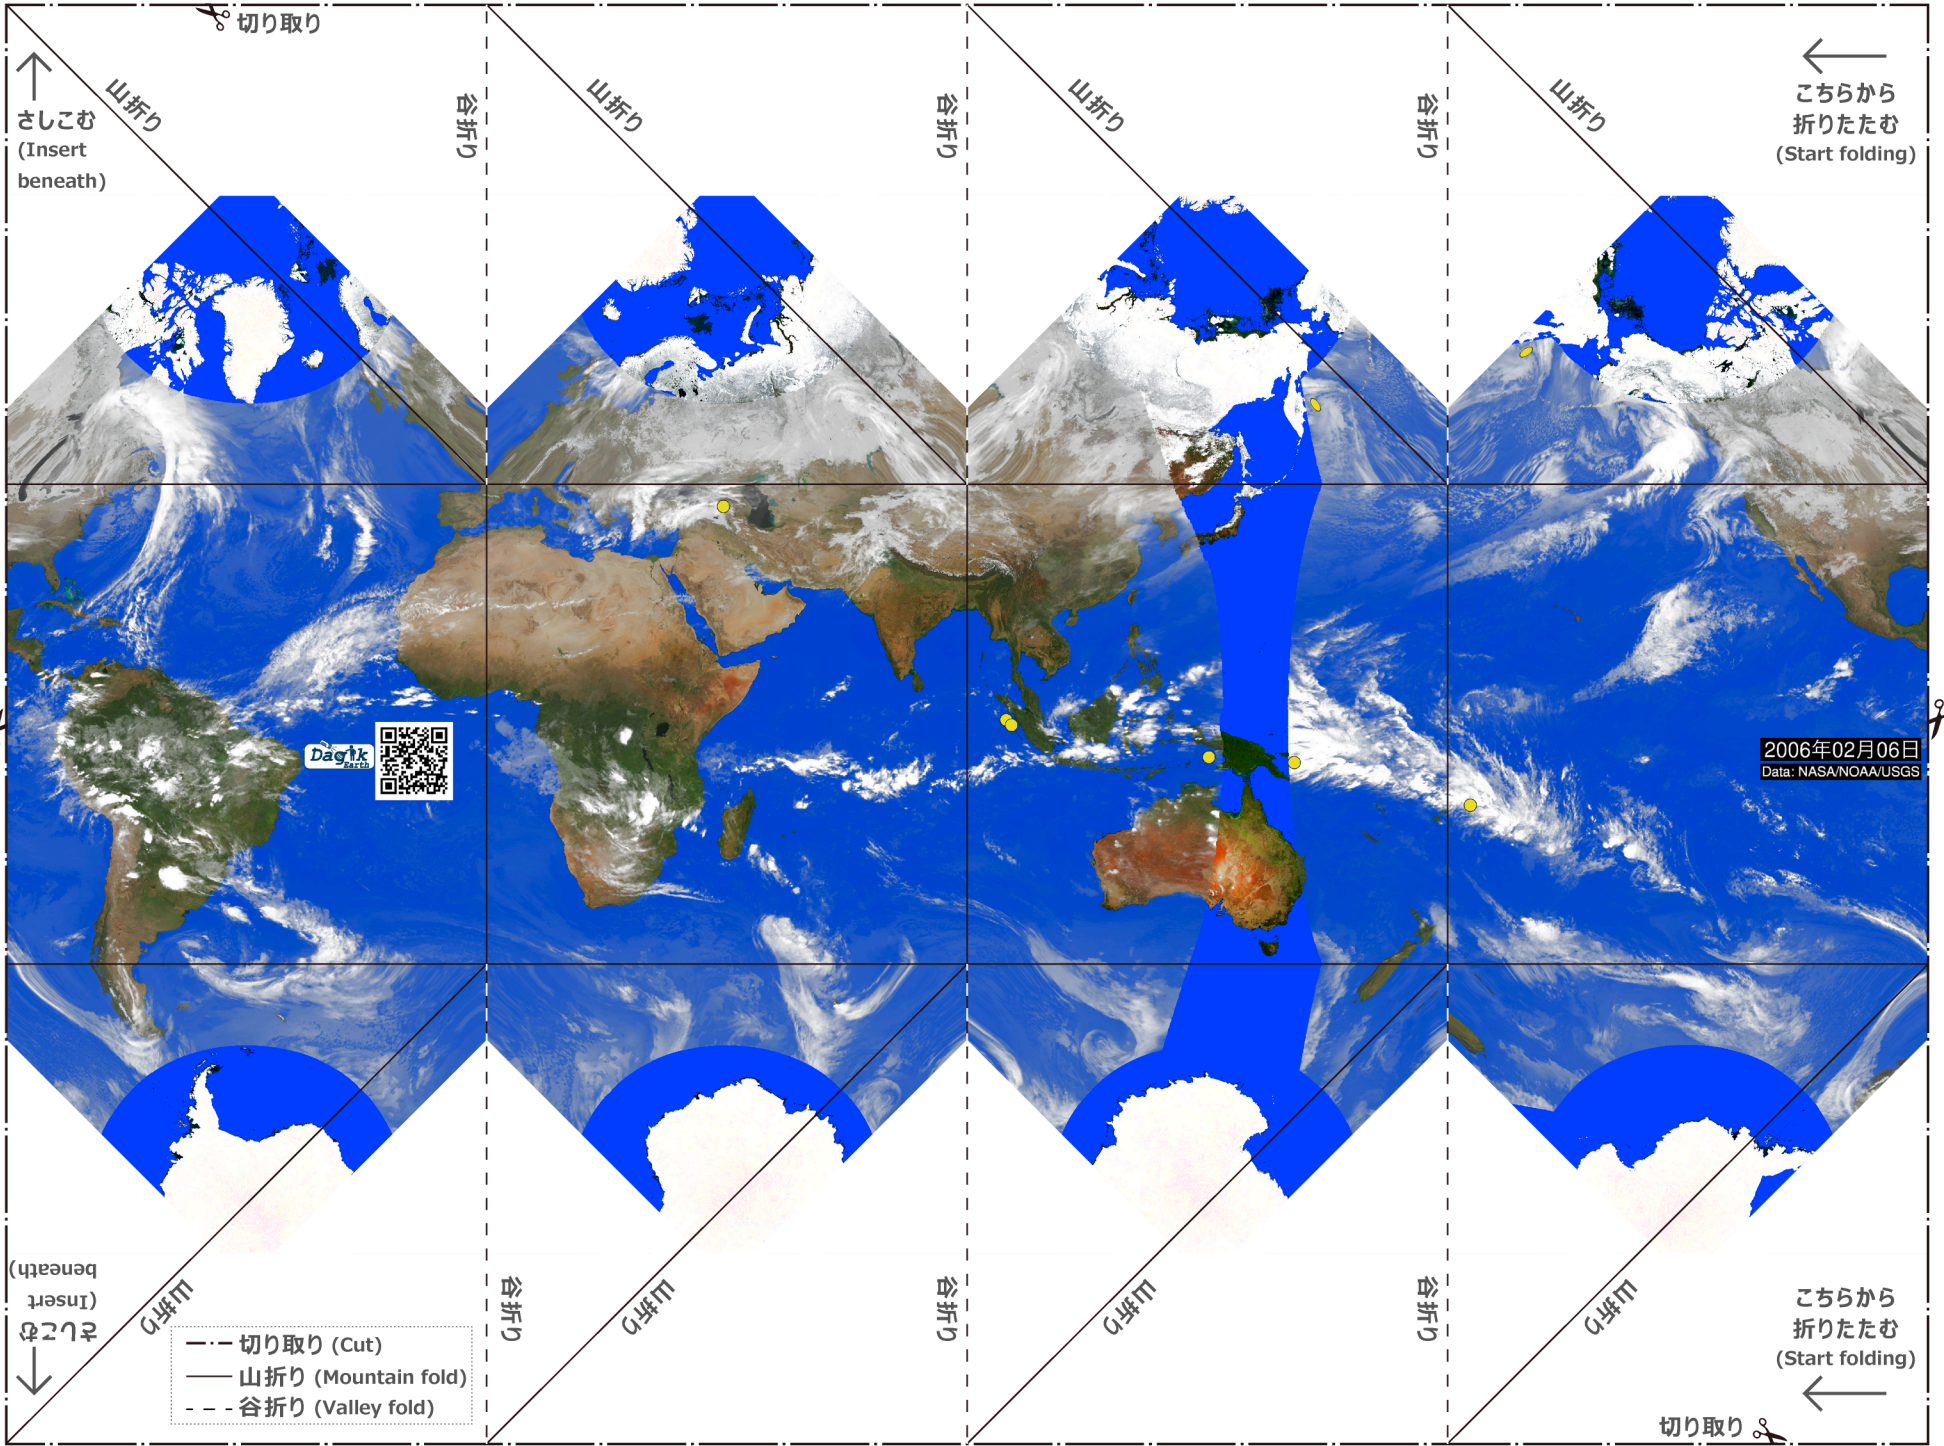 切り取り
山折り
谷折り
山折り
谷折り
山折り
谷折り
山折り
さしこむ
(Insert
beneath)
こちらから
折りたたむ
(Start folding)
Dagik
Earth
2006年02月06日
Data: NASA/NOAA/USGS
さしこむ
(Insert
beneath)
山折り
谷折り
山折り
谷折り
山折り
谷折り
山折り
こちらから
折りたたむ
(Start folding)
切り取り (Cut)
山折り (Mountain fold)
谷折り (Valley fold)
切り取り